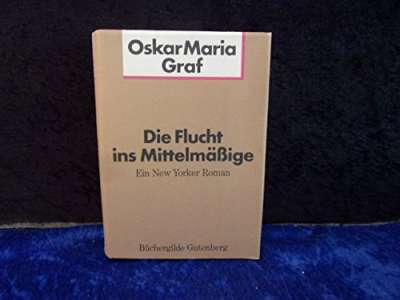 Oskar Maria
Graf
Die Flucht
ins Mittelmäßige
Ein New Yorker Roman
Büchergilde Gutenberg